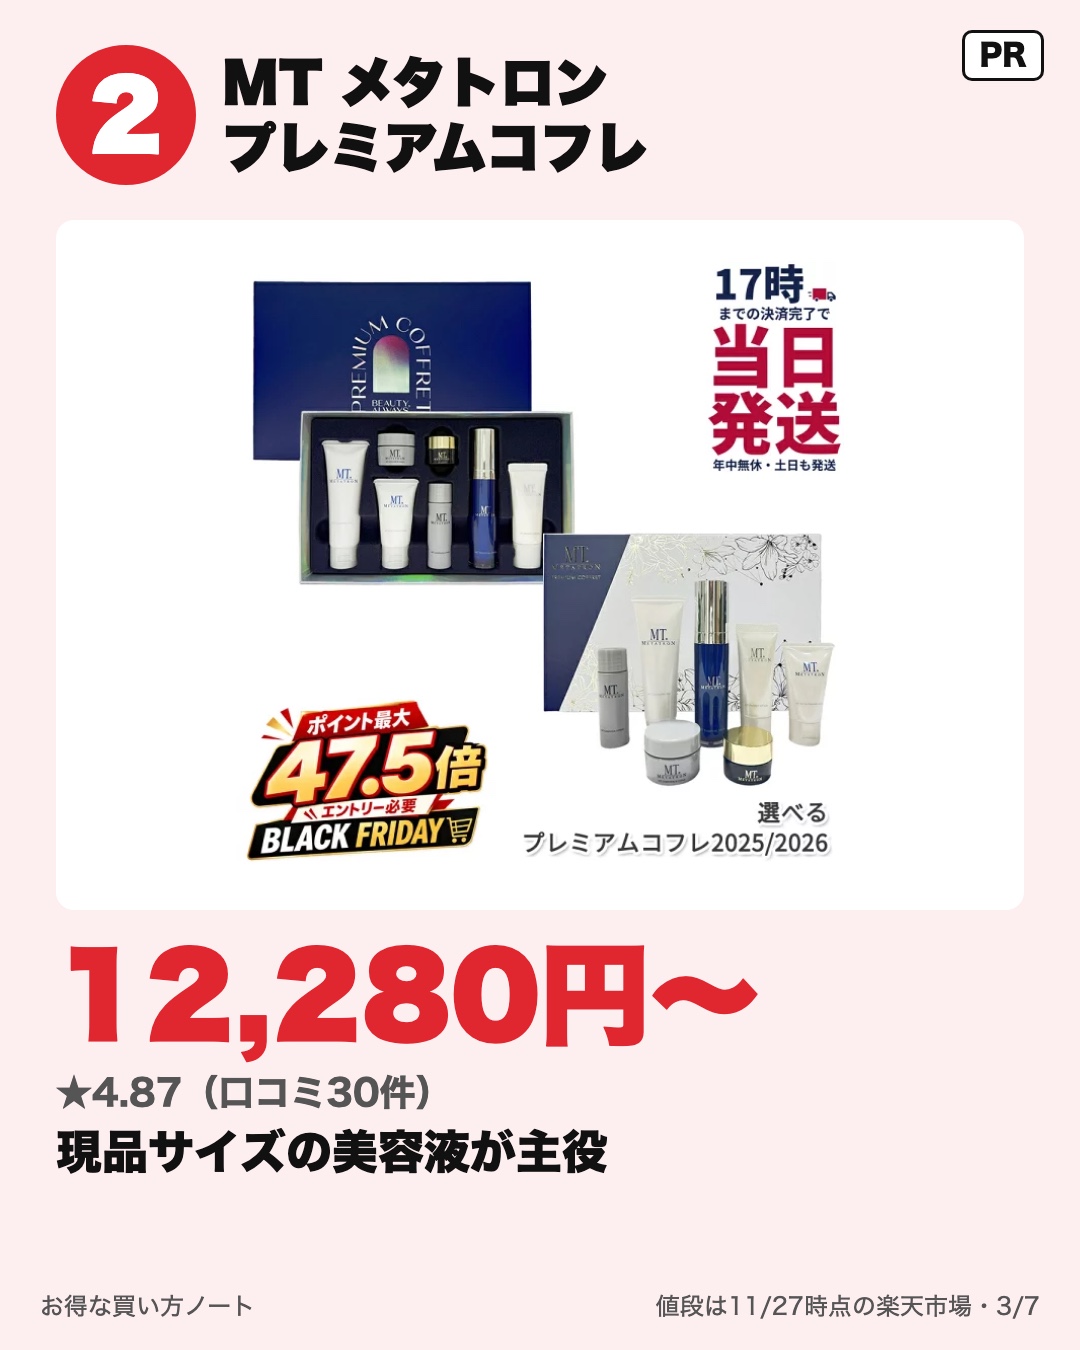 2
MT メタトロン
プレミアムコフレ
PR
PREMIUM COFFRET
BEAUTY,
ALWAYS
17時
までの決済完了で
当日
発送
年中無休・土日も発送
MT.
METATRON
ポイント最大
47.5倍
エントリー必要
BLACK FRIDAY
選べる
プレミアムコフレ2025/2026
12,280円〜
★4.87（口コミ30件）
現品サイズの美容液が主役
お得な買い方ノート
値段は11/27時点の楽天市場・3/7